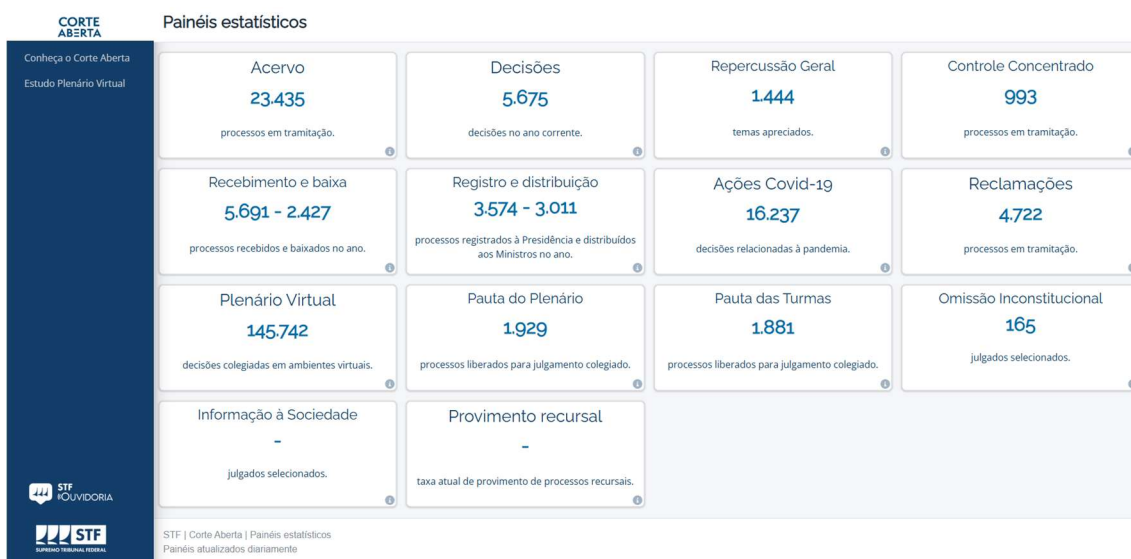 CORTE
ABERTA
Conheça o Corte Aberta
Estudo Plenário Virtual
Painéis estatísticos
Acervo
23.435
processos em tramitação.
Decisões
5.675
decisões no ano corrente.
Repercussão Geral
1.444
temas apreciados.
Controle Concentrado
993
processos em tramitação.
Recebimento e baixa
5.691 - 2.427
processos recebidos e baixados no ano.
Registro e distribuição
3.574 - 3.011
processos registrados à Presidência e distribuídos
aos Ministros no ano.
Ações Covid-19
16.237
decisões relacionadas à pandemia.
Reclamações
4.722
processos em tramitação.
Plenário Virtual
145.742
decisões colegiadas em ambientes virtuais.
Pauta do Plenário
1.929
processos liberados para julgamento colegiado.
Pauta das Turmas
1.881
processos liberados para julgamento colegiado.
Omissão Inconstitucional
165
julgados selecionados.
Informação à Sociedade
-
julgados selecionados.
Provimento recursal
-
taxa atual de provimento de processos recursais.
STF
OUVIDORIA
STF
SUPREMO TRIBUNAL FEDERAL
STF | Corte Aberta | Painéis estatísticos
Painéis atualizados diariamente